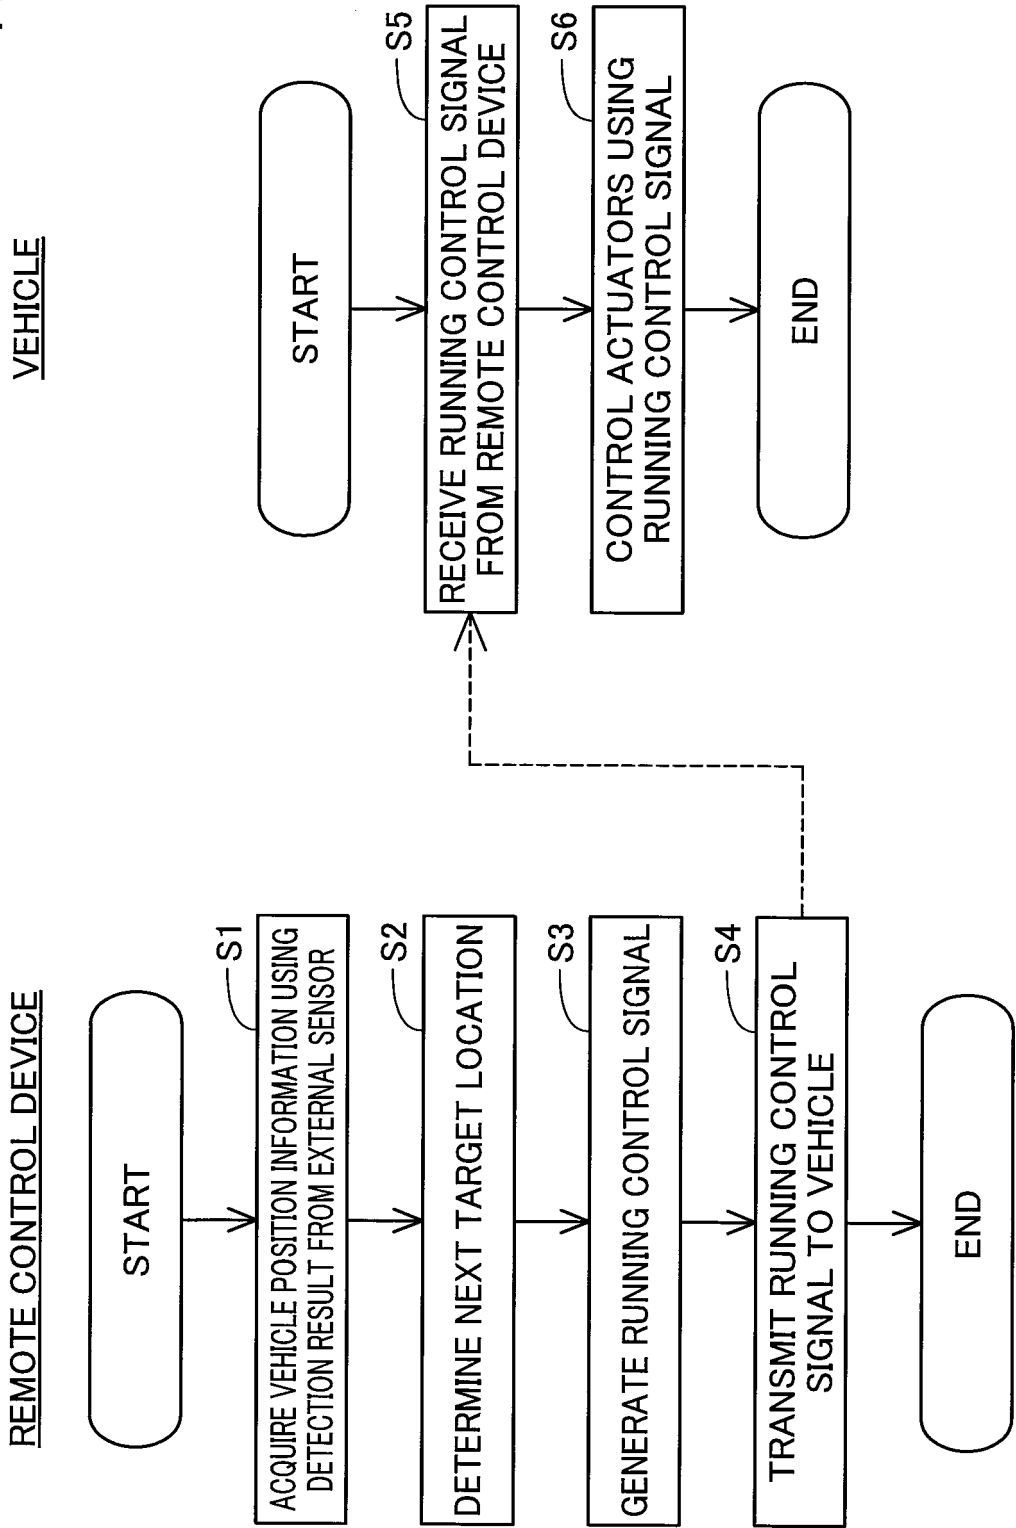 REMOTE CONTROL DEVICE
START
S1
ACQUIRE VEHICLE POSITION INFORMATION USING
DETECTION RESULT FROM EXTERNAL SENSOR
S2
DETERMINE NEXT TARGET LOCATION
S3
GENERATE RUNNING CONTROL SIGNAL
S4
TRANSMIT RUNNING CONTROL
SIGNAL TO VEHICLE
END
VEHICLE
START
S5
RECEIVE RUNNING CONTROL SIGNAL
FROM REMOTE CONTROL DEVICE
S6
CONTROL ACTUATORS USING
RUNNING CONTROL SIGNAL
END